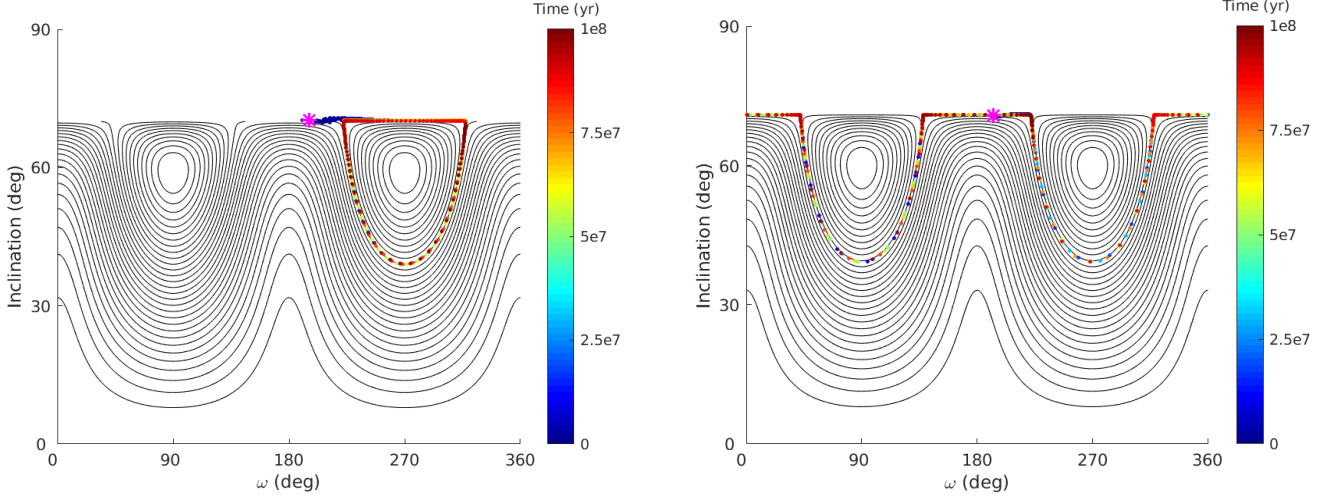 Time (yr)
90
1e8
60
7.5e7
Inclination (deg)
5e7
30
2.5e7
0
0
0 90 180 270 360
ω (deg)
Time (yr)
90
1e8
60
7.5e7
Inclination (deg)
5e7
30
2.5e7
0
0
0 90 180 270 360
ω (deg)